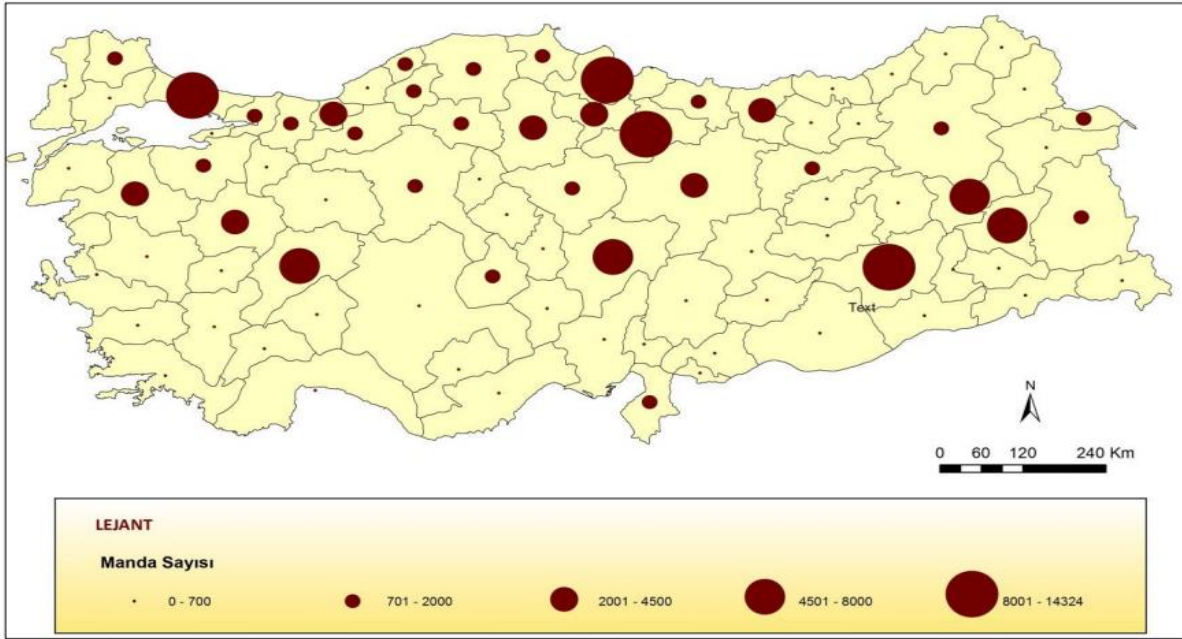 Text
N
0 60 120 240 Km
LEJANT
Manda Sayısı
0 - 700 701 - 2000 2001 - 4500 4501 - 8000 8001 - 14324